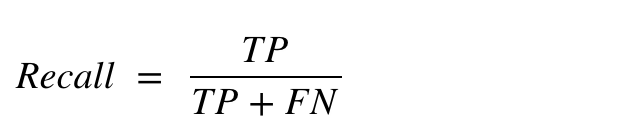 Recall = TP / TP + FN